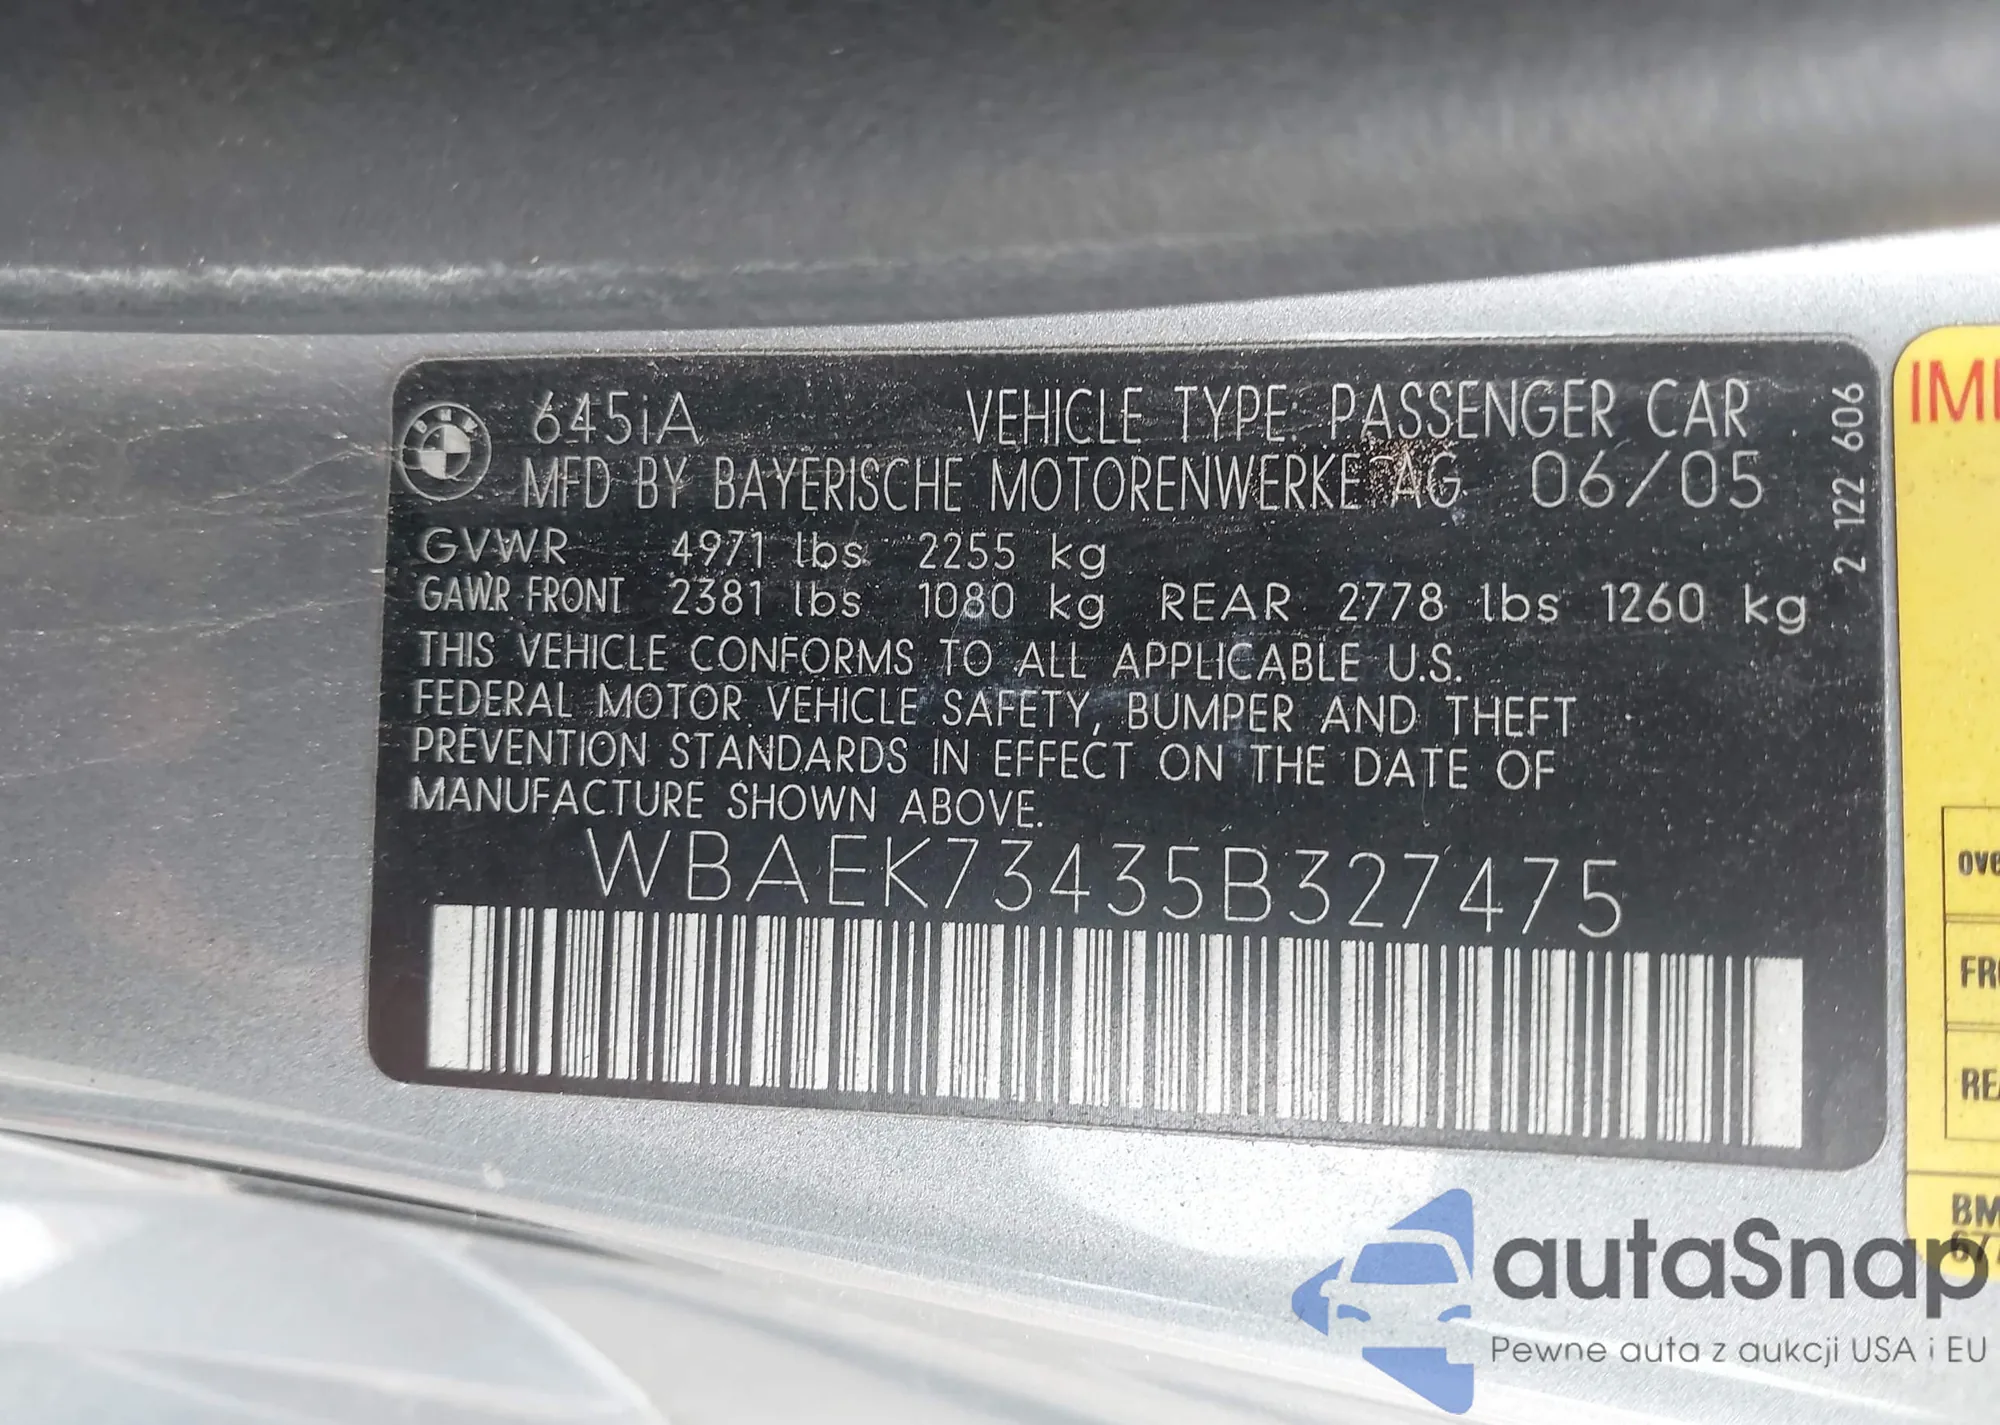 645iA VEHICLE TYPE: PASSENGER CAR
MFD BY BAYERISCHE MOTORENWERKE AG 06/05
GVWR 4971 lbs 2255 kg
GAWR FRONT 2381 lbs 1080 kg REAR 2778 lbs 1260 kg
THIS VEHICLE CONFORMS TO ALL APPLICABLE U.S.
FEDERAL MOTOR VEHICLE SAFETY, BUMPER AND THEFT
PREVENTION STANDARDS IN EFFECT ON THE DATE OF
MANUFACTURE SHOWN ABOVE.
WBAEK73435B327475
2 122 606
autaSnap
Pewne auta z aukcji USA i EU